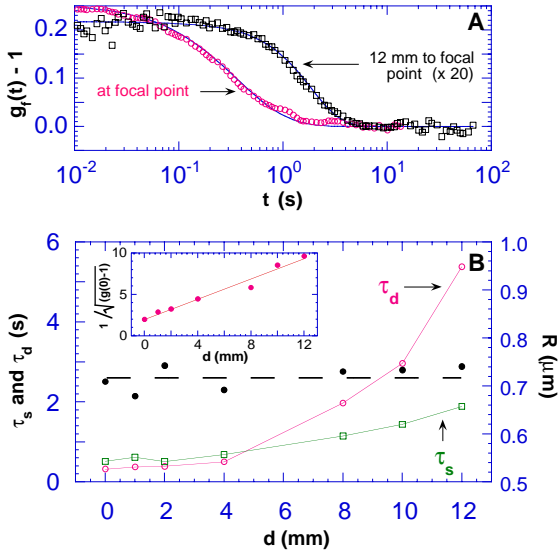 A
0.2
0.1
0.0
g_f(t) - 1
at focal point
12 mm to focal
point (x 20)
10^-2 10^-1 10^0 10^1 10^2
t (s)
B
6
5
4
3
2
1
0
τ_s and τ_d (s)
1.0
0.9
0.8
0.7
0.6
0.5
R (μm)
10
5
0
1/√(g(0)-1)
0 4 8 12
d (mm)
τ_d
τ_s
0 2 4 6 8 10 12
d (mm)